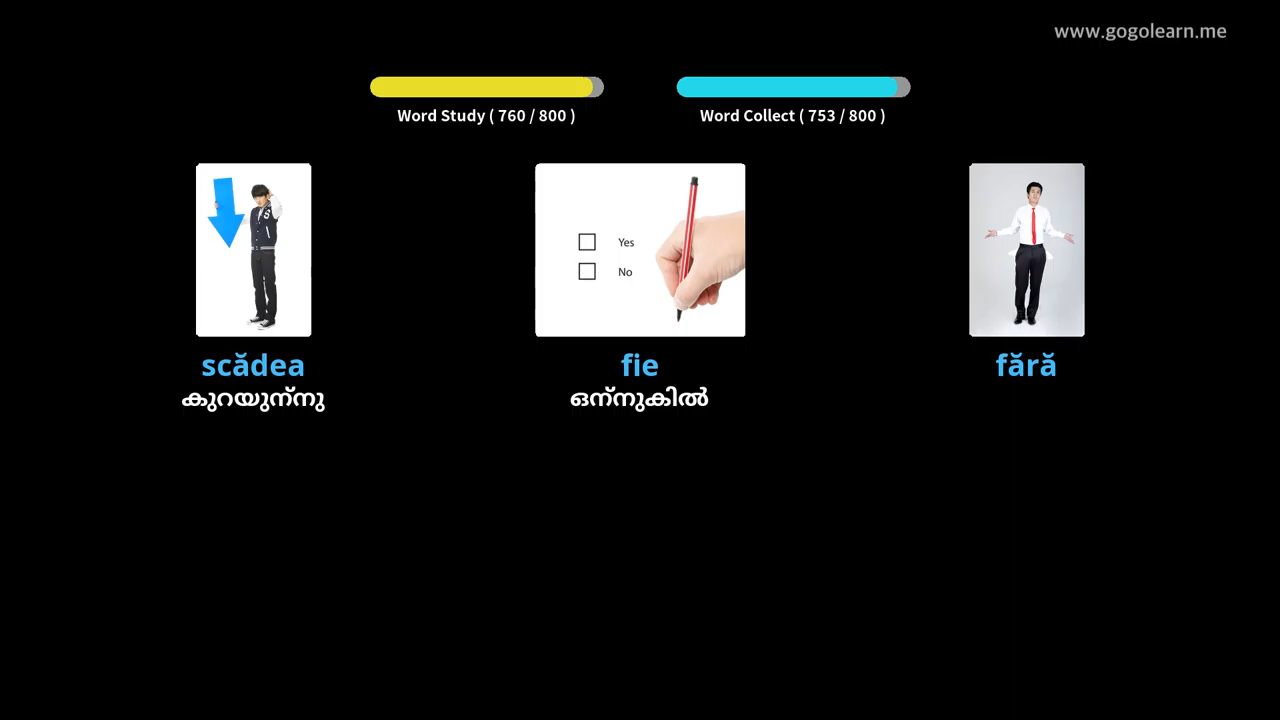 www.gogolearn.me
Word Study ( 760 / 800 )
Word Collect ( 753 / 800 )
S
Yes
No
scădea
കുറയുന്നു
fie
ഒന്നുകിൽ
fără